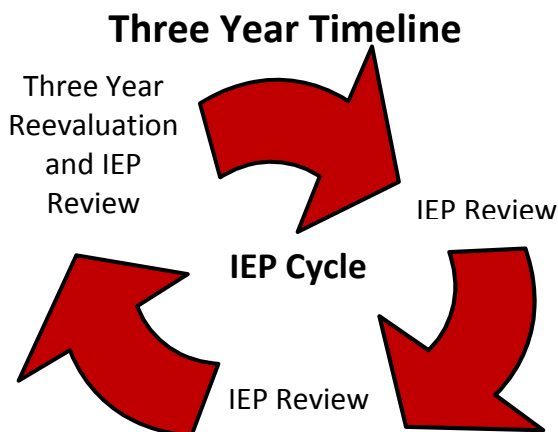 Three Year Timeline
Three Year
Reevaluation
and IEP
Review
IEP Review
IEP Cycle
IEP Review